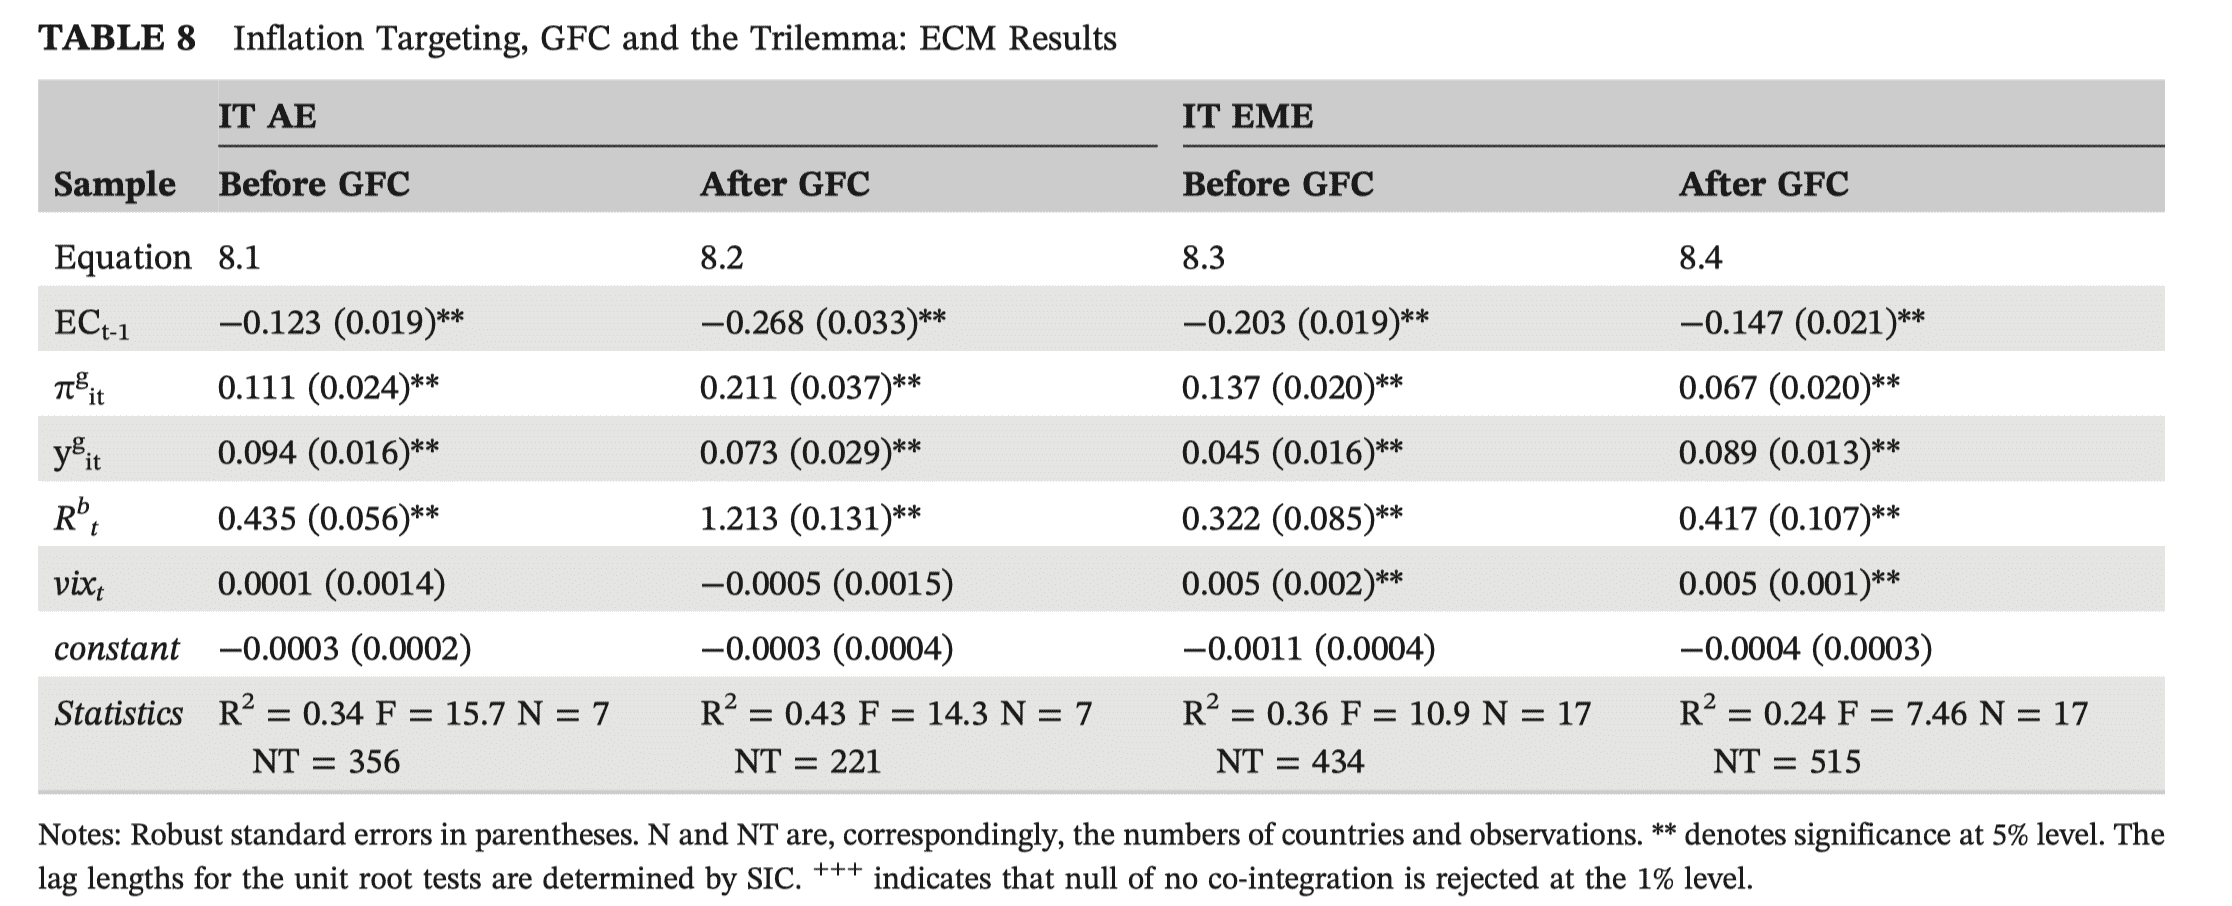 TABLE 8 Inflation Targeting, GFC and the Trilemma: ECM Results
IT AE IT EME
Sample Before GFC After GFC Before GFC After GFC
Equation 8.1 8.2 8.3 8.4
ECt-1 −0.123 (0.019)** −0.268 (0.033)** −0.203 (0.019)** −0.147 (0.021)**
πgit 0.111 (0.024)** 0.211 (0.037)** 0.137 (0.020)** 0.067 (0.020)**
ygit 0.094 (0.016)** 0.073 (0.029)** 0.045 (0.016)** 0.089 (0.013)**
Rbt 0.435 (0.056)** 1.213 (0.131)** 0.322 (0.085)** 0.417 (0.107)**
vixt 0.0001 (0.0014) −0.0005 (0.0015) 0.005 (0.002)** 0.005 (0.001)**
constant −0.0003 (0.0002) −0.0003 (0.0004) −0.0011 (0.0004) −0.0004 (0.0003)
Statistics R2 = 0.34 F = 15.7 N = 7 R2 = 0.43 F = 14.3 N = 7 R2 = 0.36 F = 10.9 N = 17 R2 = 0.24 F = 7.46 N = 17
NT = 356 NT = 221 NT = 434 NT = 515
Notes: Robust standard errors in parentheses. N and NT are, correspondingly, the numbers of countries and observations. ** denotes significance at 5% level. The
lag lengths for the unit root tests are determined by SIC. +++ indicates that null of no co-integration is rejected at the 1% level.